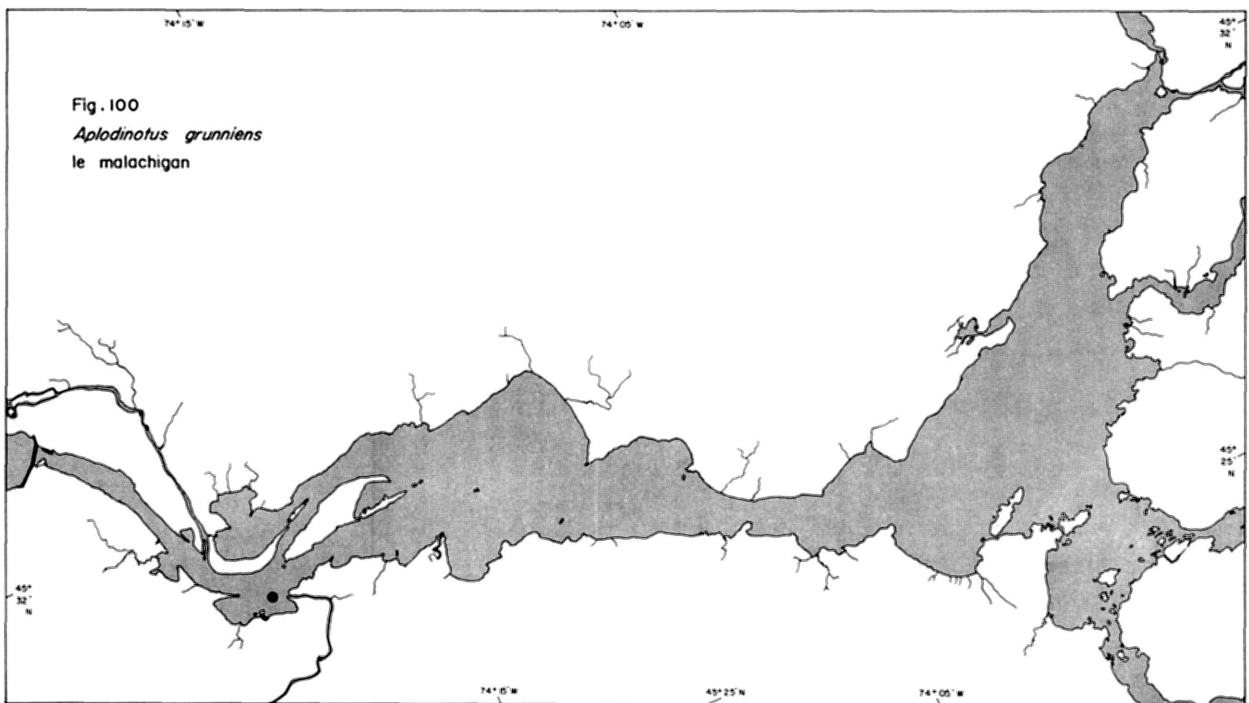 74° 15' W
74° 05' W
45°
32'
N
Fig. 100
Aplodinotus grunniens
le malachigan
45°
25'
N
45°
32'
N
74° 15' W
45° 25' N
74° 05' W